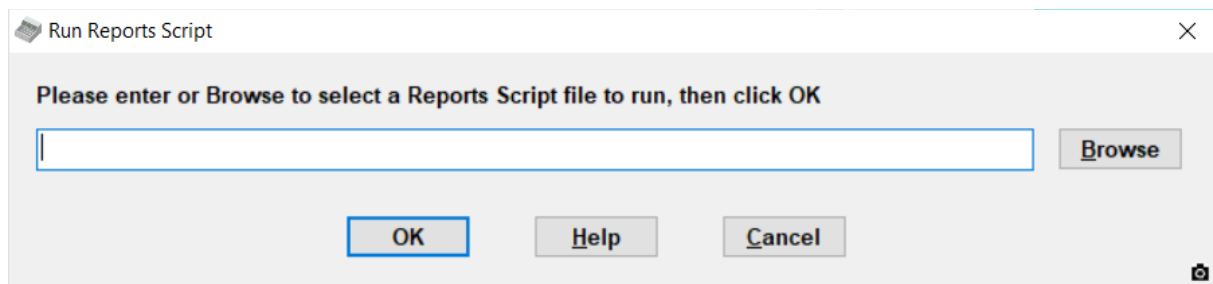 Run Reports Script
Please enter or Browse to select a Reports Script file to run, then click OK
Browse
OK Help Cancel